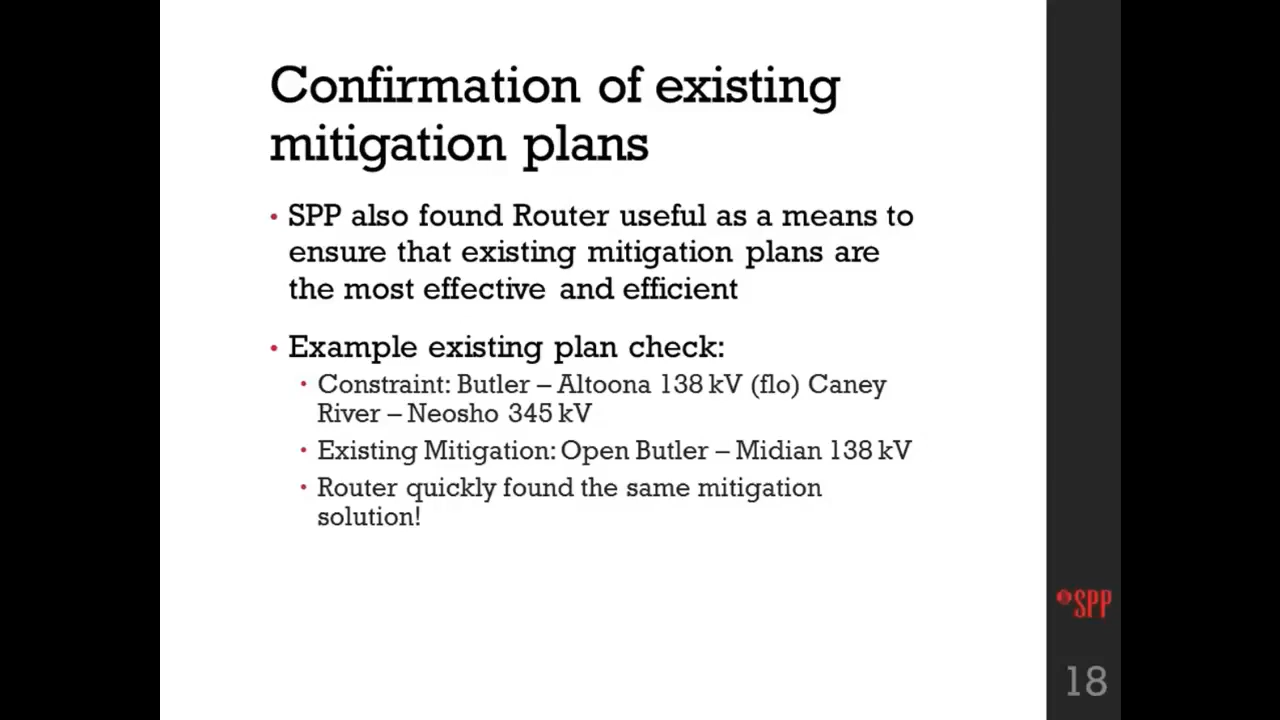 Confirmation of existing
mitigation plans
• SPP also found Router useful as a means to
ensure that existing mitigation plans are
the most effective and efficient
• Example existing plan check:
• Constraint: Butler – Altoona 138 kV (flo) Caney
River – Neosho 345 kV
• Existing Mitigation: Open Butler – Midian 138 kV
• Router quickly found the same mitigation
solution!
SPP
18